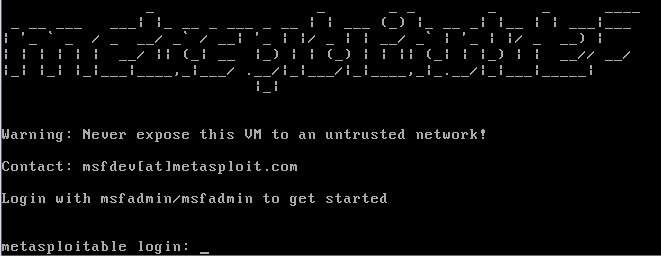 metasploitable2
Warning: Never expose this VM to an untrusted network!
Contact: msfdev[at]metasploit.com
Login with msfadmin/msfadmin to get started
metasploitable login: _